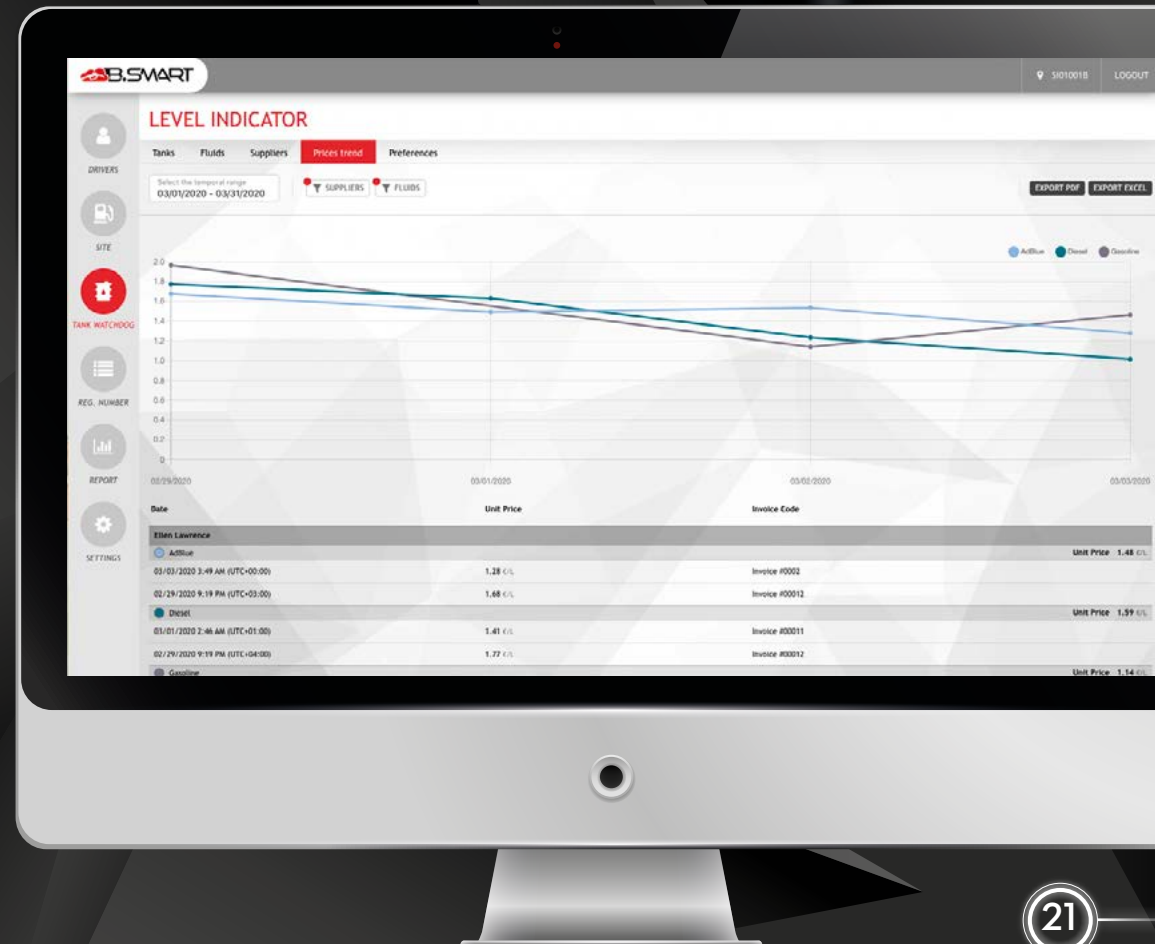 B.SMART
SI010018 LOGOUT
LEVEL INDICATOR
Tanks Fluids Suppliers Prices trend Preferences
Select the temporal range
03/01/2020 - 03/31/2020
SUPPLIERS FLUIDS
EXPORT PDF EXPORT EXCEL
DRIVERS
SITE
TANK WATCHDOG
REG. NUMBER
REPORT
SETTINGS
AdBlue Diesel Gasoline
2.0
1.8
1.6
1.4
1.2
1.0
0.8
0.6
0.4
0.2
0
02/29/2020 03/01/2020 03/02/2020 03/03/2020
Date Unit Price Invoice Code
Ellen Lawrence
AdBlue Unit Price 1.48 €/L
03/03/2020 3:49 AM (UTC+00:00) 1.28 €/L Invoice #0002
02/29/2020 9:19 PM (UTC+03:00) 1.68 €/L Invoice #00012
Diesel Unit Price 1.59 €/L
03/01/2020 2:46 AM (UTC+01:00) 1.41 €/L Invoice #00011
02/29/2020 9:19 PM (UTC+04:00) 1.77 €/L Invoice #00012
Gasoline Unit Price 1.54 €/L
21